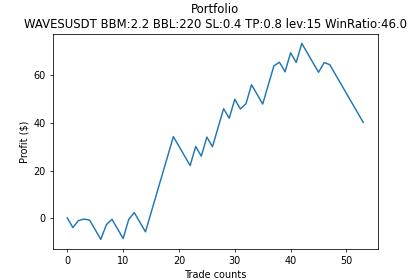 Portfolio
WAVESUSDT BBM:2.2 BBL:220 SL:0.4 TP:0.8 lev:15 WinRatio:46.0
Profit ($)
60
40
20
0
0 10 20 30 40 50
Trade counts